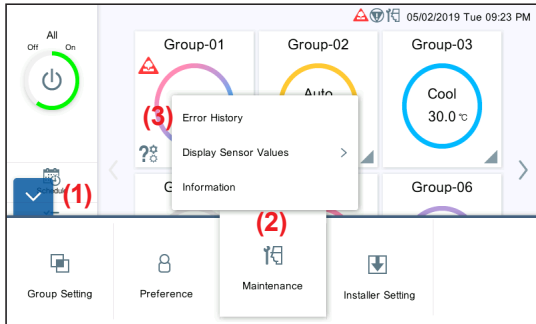 05/02/2019 Tue 09:23 PM
All
Off On
Group-01
Group-02
Group-03
Auto
Cool
30.0 ℃
(3)
Error History
Display Sensor Values >
Information
Schedule
(1)
G
Group-06
(2)
Group Setting
Preference
Maintenance
Installer Setting